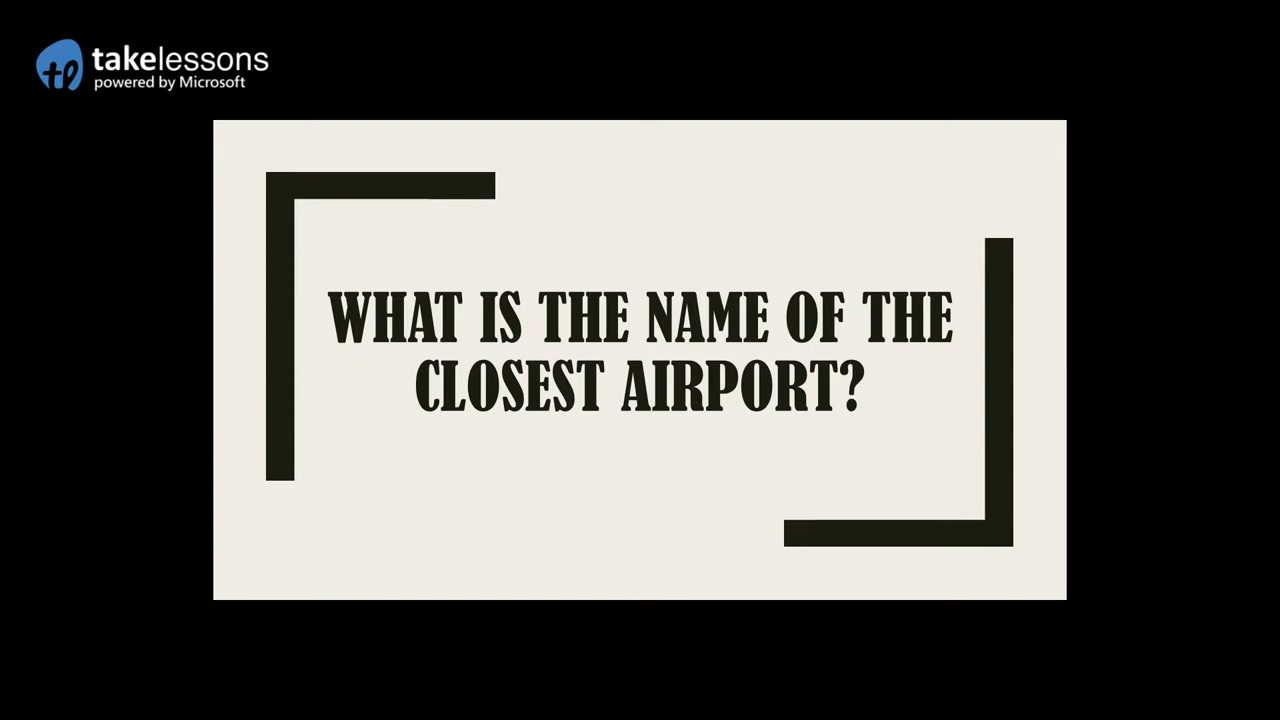 takelessons
powered by Microsoft
WHAT IS THE NAME OF THE
CLOSEST AIRPORT?